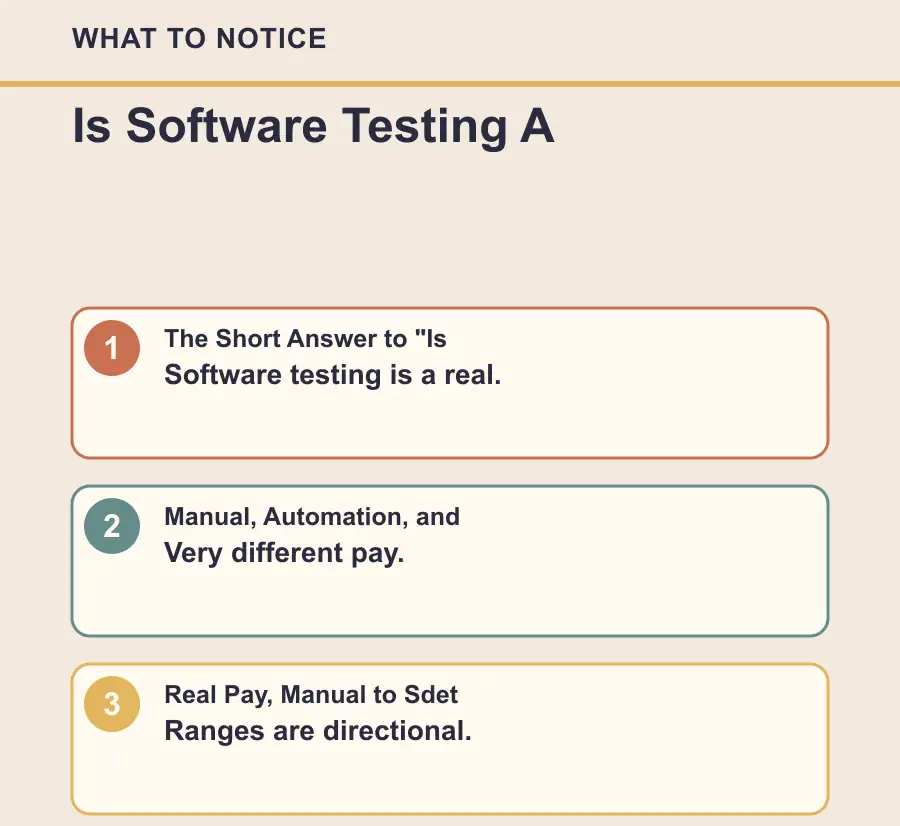 WHAT TO NOTICE
Is Software Testing A
1
The Short Answer to "Is
Software testing is a real.
2
Manual, Automation, and
Very different pay.
3
Real Pay, Manual to Sdet
Ranges are directional.